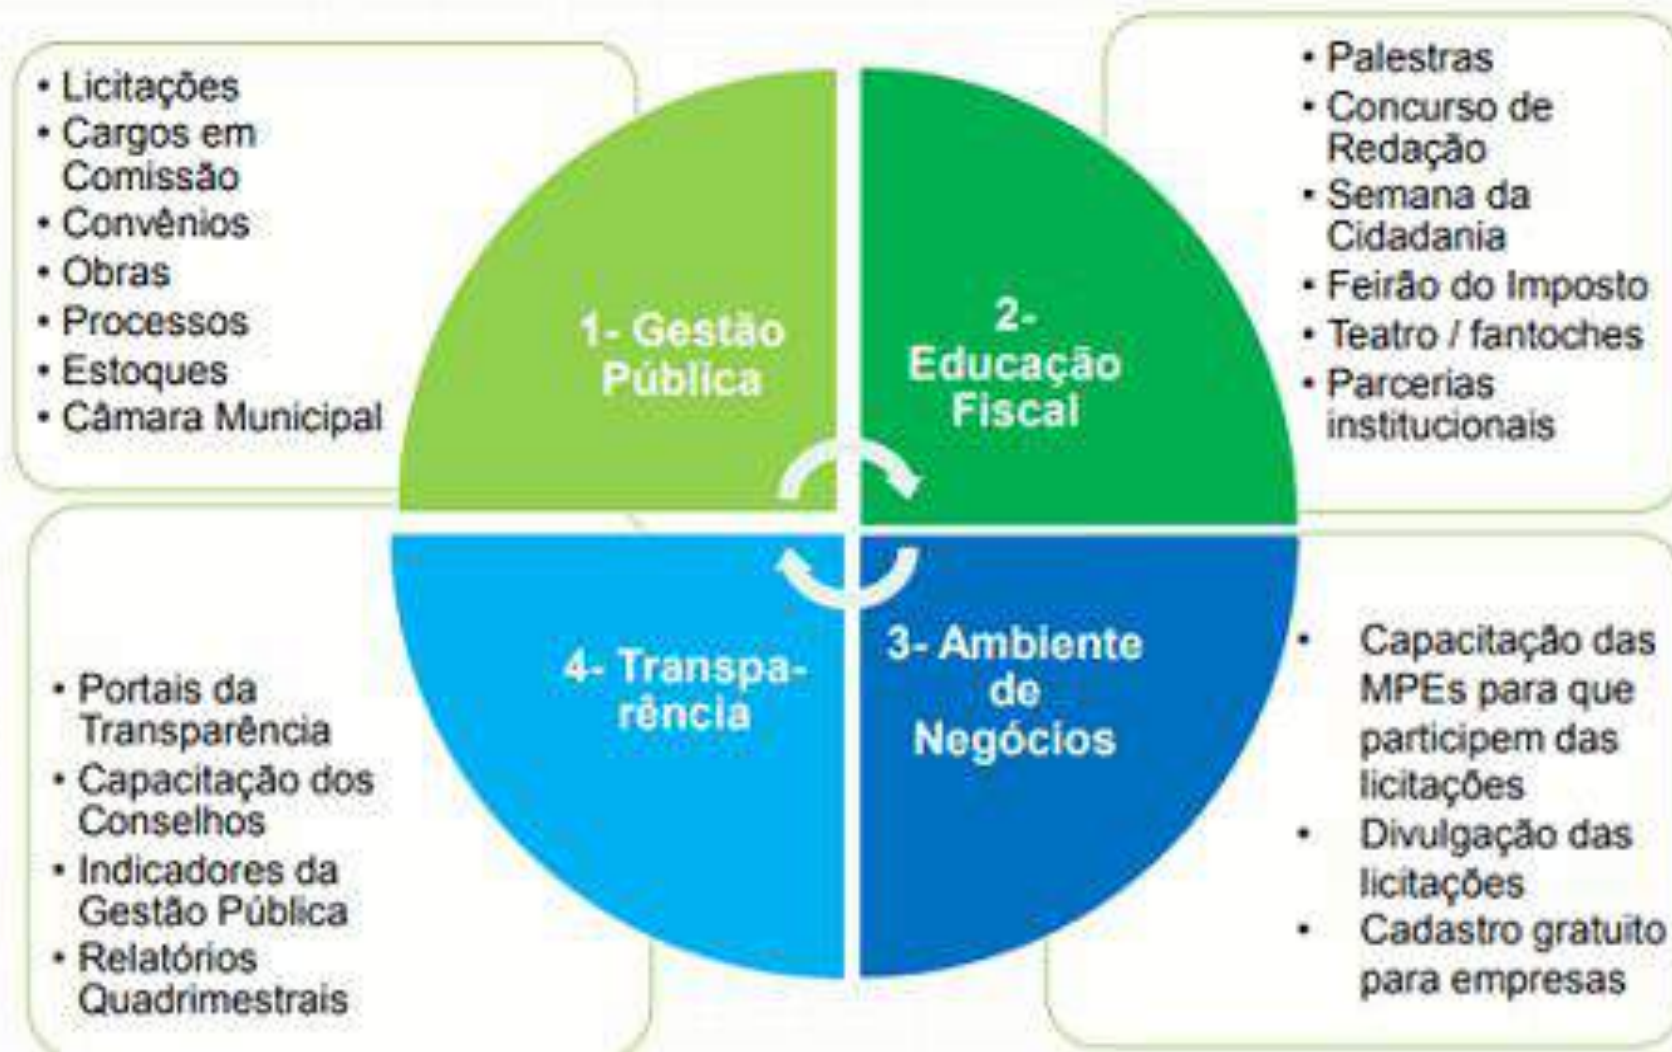 • Licitações
• Cargos em
Comissão
• Convênios
• Obras
• Processos
• Estoques
• Câmara Municipal
1- Gestão
Pública
2-
Educação
Fiscal
• Palestras
• Concurso de
Redação
• Semana da
Cidadania
• Feirão do Imposto
• Teatro / fantoches
• Parcerias
institucionais
• Portais da
Transparência
• Capacitação dos
Conselhos
• Indicadores da
Gestão Pública
• Relatórios
Quadrimestrais
4- Transpa-
rência
3- Ambiente
de
Negócios
• Capacitação das
MPEs para que
participem das
licitações
• Divulgação das
licitações
• Cadastro gratuito
para empresas